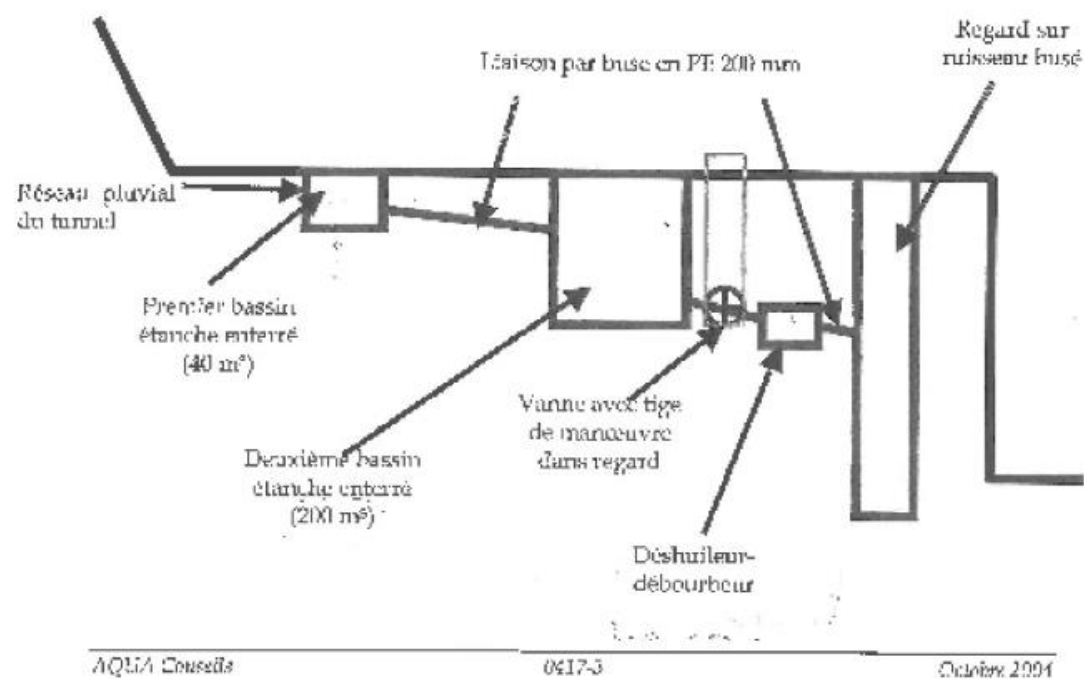 Regard sur
ruisseau busé
Liaison par buse en PE 200 mm
Réseau pluvial
du tunnel
Premier bassin
étanche enterré
(40 m³)
Deuxième bassin
étanche enterré
(200 m³)
Vanne avec tige
de manœuvre
dans regard
Déshuileur-
débourbeur
AQUA Conseils 0417-3 Octobre 2004